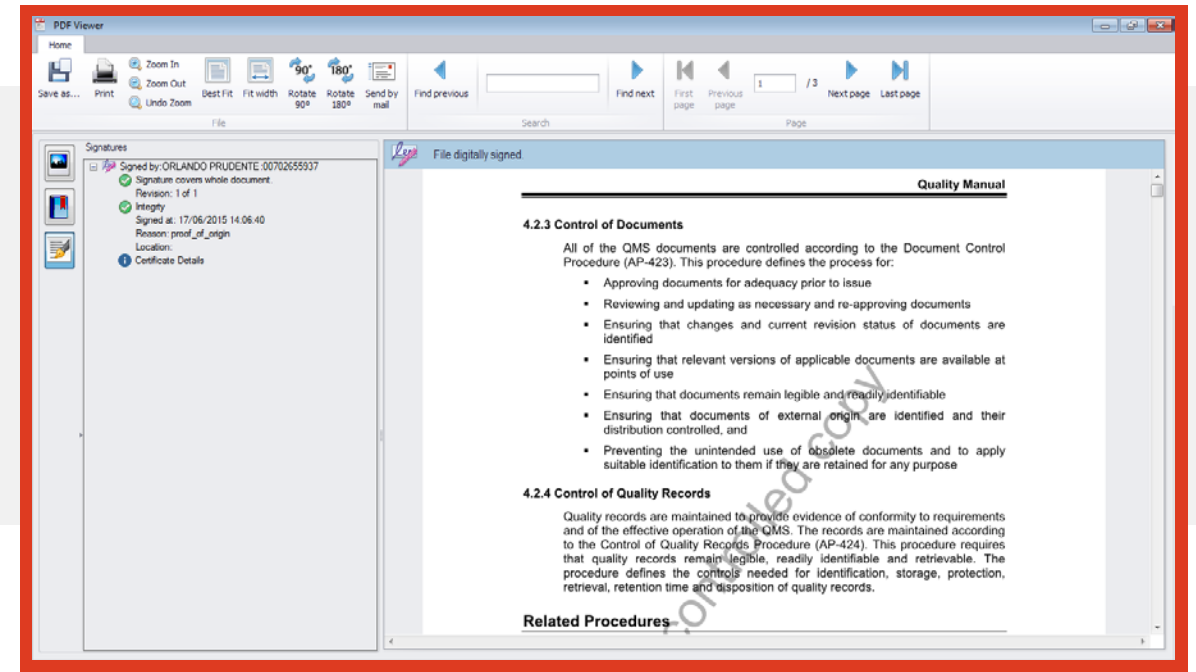 PDF Viewer
Home
Save as...
Print
Zoom In
Zoom Out
Undo Zoom
Best Fit
Fit width
90°
Rotate
90º
180°
Rotate
180º
Send by
mail
File
Find previous
Find next
Search
First
page
Previous
page
1
/3
Next page
Last page
Page
Signatures
Signed by:ORLANDO PRUDENTE:00702655937
Signature covers whole document.
Revision: 1 of 1
Integrity
Signed at: 17/06/2015 14:06:40
Reason: proof_of_origin
Location:
Certificate Details
File digitally signed.
Quality Manual
4.2.3 Control of Documents
All of the QMS documents are controlled according to the Document Control
Procedure (AP-423). This procedure defines the process for:
▪ Approving documents for adequacy prior to issue
▪ Reviewing and updating as necessary and re-approving documents
▪ Ensuring that changes and current revision status of documents are
identified
▪ Ensuring that relevant versions of applicable documents are available at
points of use
▪ Ensuring that documents remain legible and readily identifiable
▪ Ensuring that documents of external origin are identified and their
distribution controlled, and
▪ Preventing the unintended use of obsolete documents and to apply
suitable identification to them if they are retained for any purpose
4.2.4 Control of Quality Records
Quality records are maintained to provide evidence of conformity to requirements
and of the effective operation of the QMS. The records are maintained according
to the Control of Quality Records Procedure (AP-424). This procedure requires
that quality records remain legible, readily identifiable and retrievable. The
procedure defines the controls needed for identification, storage, protection,
retrieval, retention time and disposition of quality records.
Related Procedures
controlled copy